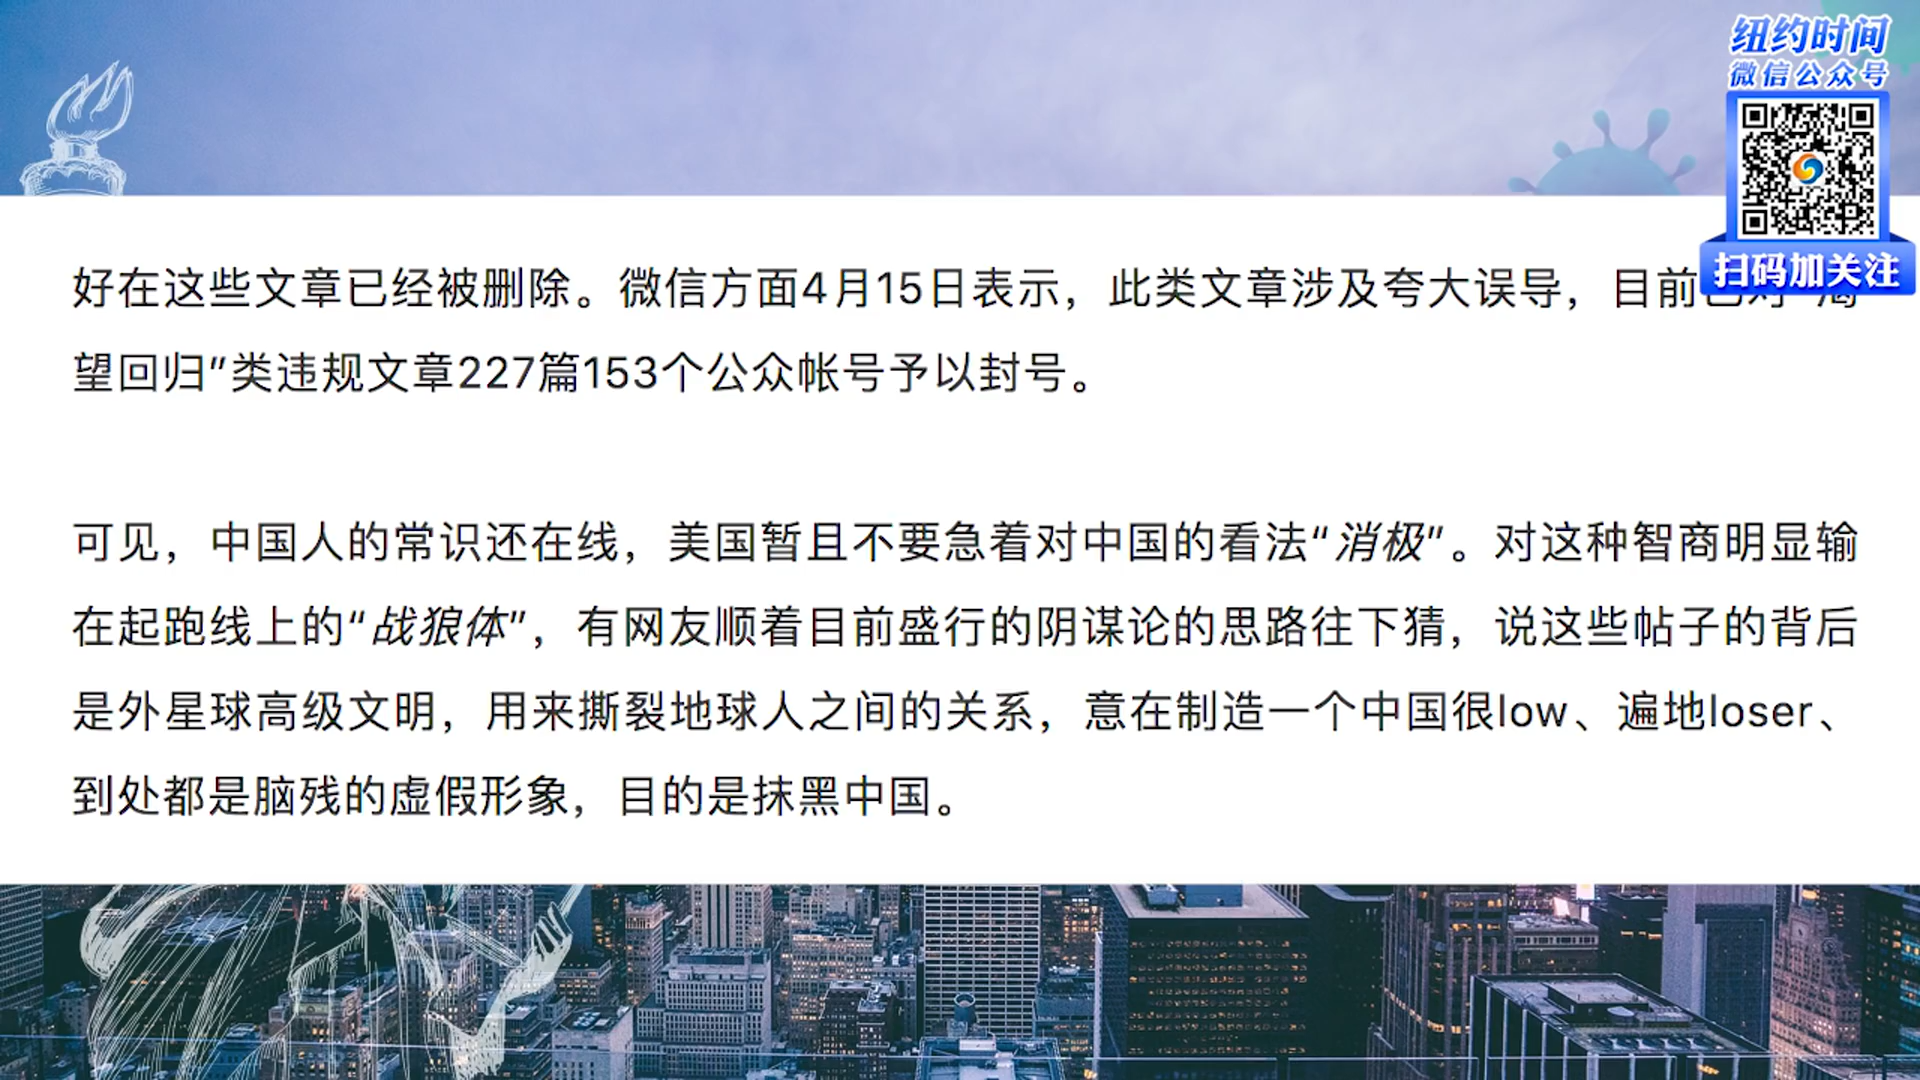 纽约时间
微信公众号
扫码加关注
好在这些文章已经被删除。微信方面4月15日表示，此类文章涉及夸大误导，目前已对“渴
望回归”类违规文章227篇153个公众帐号予以封号。
可见，中国人的常识还在线，美国暂且不要急着对中国的看法“消极”。对这种智商明显输
在起跑线上的“战狼体”，有网友顺着目前盛行的阴谋论的思路往下猜，说这些帖子的背后
是外星球高级文明，用来撕裂地球人之间的关系，意在制造一个中国很low、遍地loser、
到处都是脑残的虚假形象，目的是抹黑中国。